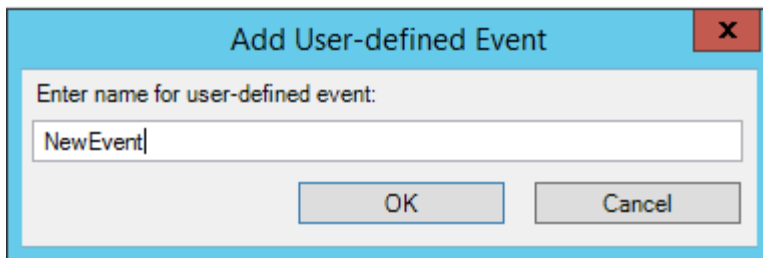 Add User-defined Event
x
Enter name for user-defined event:
NewEvent
OK Cancel